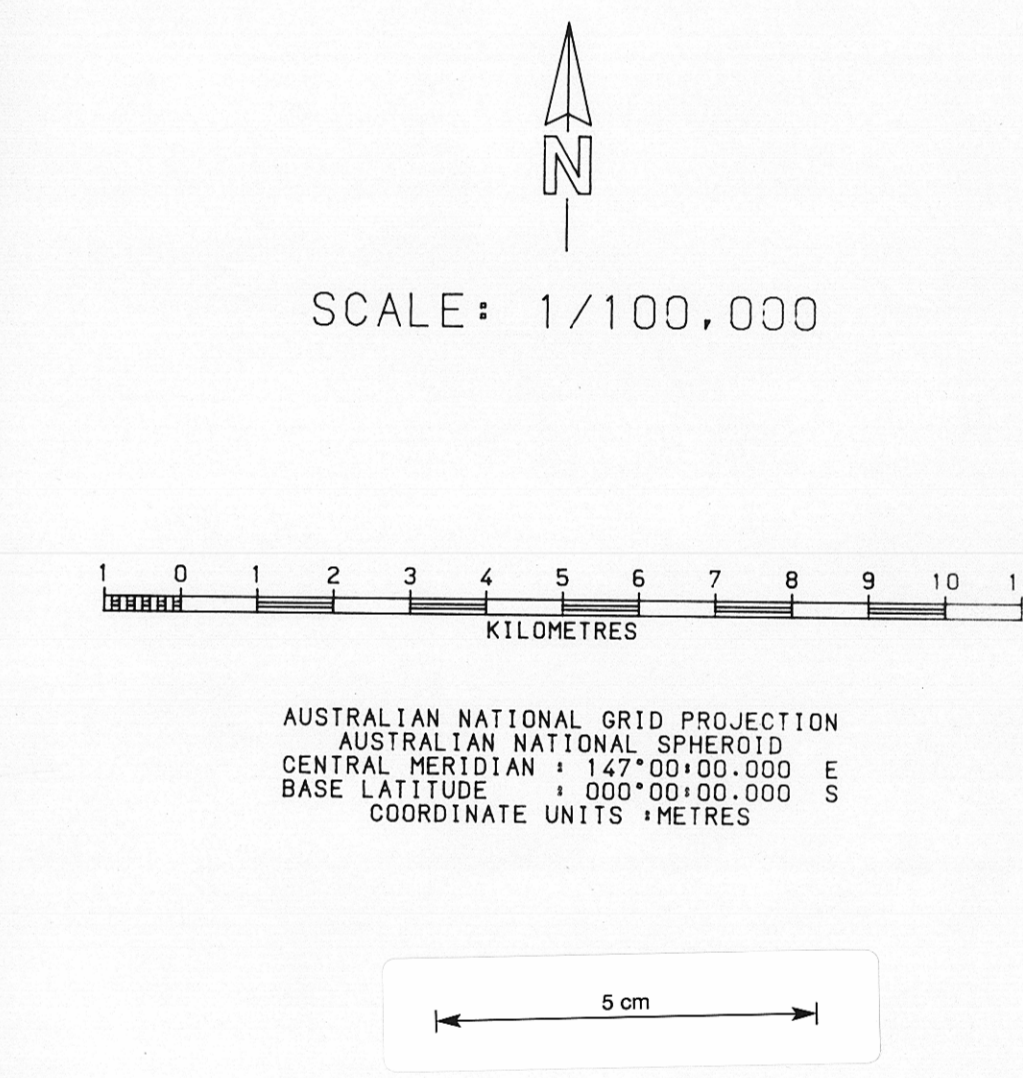 N
SCALE: 1/100,000
1 0 1 2 3 4 5 6 7 8 9 10 1
KILOMETRES
AUSTRALIAN NATIONAL GRID PROJECTION
AUSTRALIAN NATIONAL SPHEROID
CENTRAL MERIDIAN : 147°00:00.000 E
BASE LATITUDE : 000°00:00.000 S
COORDINATE UNITS :METRES
5 cm